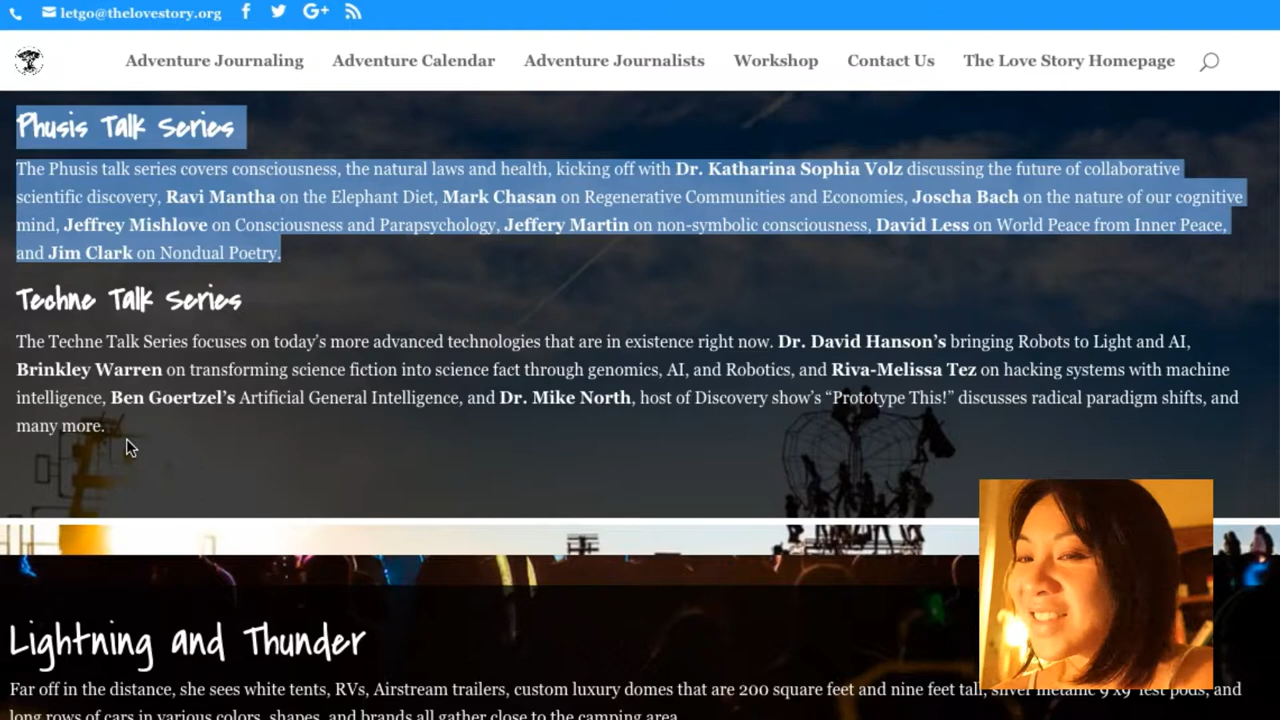 letgo@thelovestory.org
Adventure Journaling Adventure Calendar Adventure Journalists Workshop Contact Us The Love Story Homepage
Phusis Talk Series
The Phusis talk series covers consciousness, the natural laws and health, kicking off with Dr. Katharina Sophia Volz discussing the future of collaborative
scientific discovery, Ravi Mantha on the Elephant Diet, Mark Chasan on Regenerative Communities and Economies, Joscha Bach on the nature of our cognitive
mind, Jeffrey Mishlove on Consciousness and Parapsychology, Jeffery Martin on non-symbolic consciousness, David Less on World Peace from Inner Peace,
and Jim Clark on Nondual Poetry.
Techne Talk Series
The Techne Talk Series focuses on today's more advanced technologies that are in existence right now. Dr. David Hanson's bringing Robots to Light and AI,
Brinkley Warren on transforming science fiction into science fact through genomics, AI, and Robotics, and Riva-Melissa Tez on hacking systems with machine
intelligence, Ben Goertzel's Artificial General Intelligence, and Dr. Mike North, host of Discovery show's “Prototype This!” discusses radical paradigm shifts, and
many more.
Lightning and Thunder
Far off in the distance, she sees white tents, RVs, Airstream trailers, custom luxury domes that are 200 square feet and nine feet tall, silver metallic 9'x9' and
long rows of cars in various colors, shapes, and brands all gather close to the camping area.